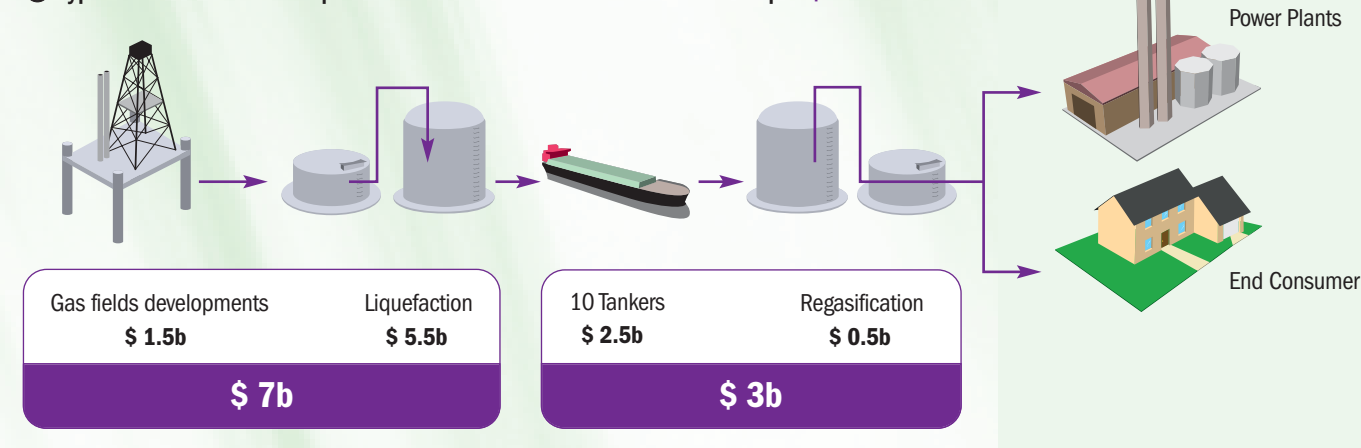 Power Plants
End Consumer
Gas fields developments
$ 1.5b
Liquefaction
$ 5.5b
$ 7b
10 Tankers
$ 2.5b
Regasification
$ 0.5b
$ 3b